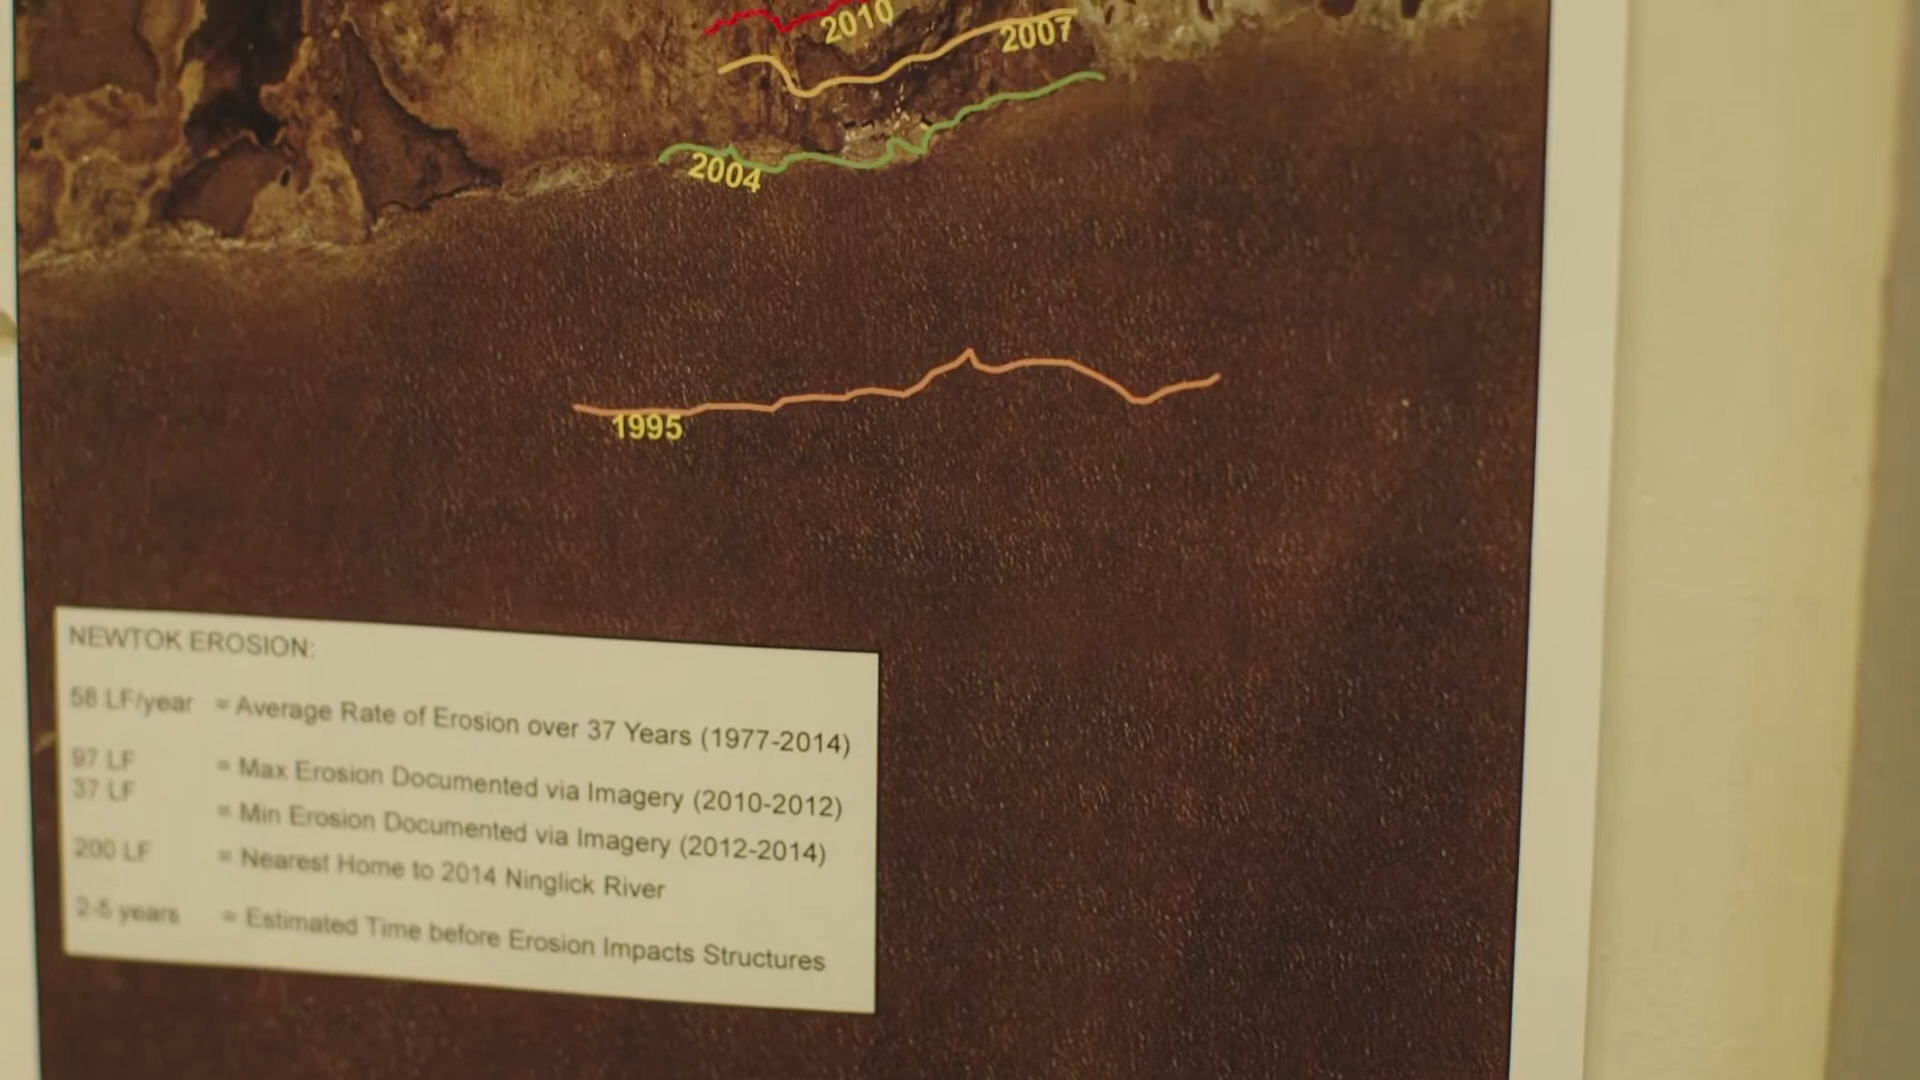 2010
2007
2004
1995
NEWTOK EROSION:
58 LF/year = Average Rate of Erosion over 37 Years (1977-2014)
97 LF = Max Erosion Documented via Imagery (2010-2012)
37 LF = Min Erosion Documented via Imagery (2012-2014)
200 LF = Nearest Home to 2014 Ninglick River
2-5 years = Estimated Time before Erosion Impacts Structures